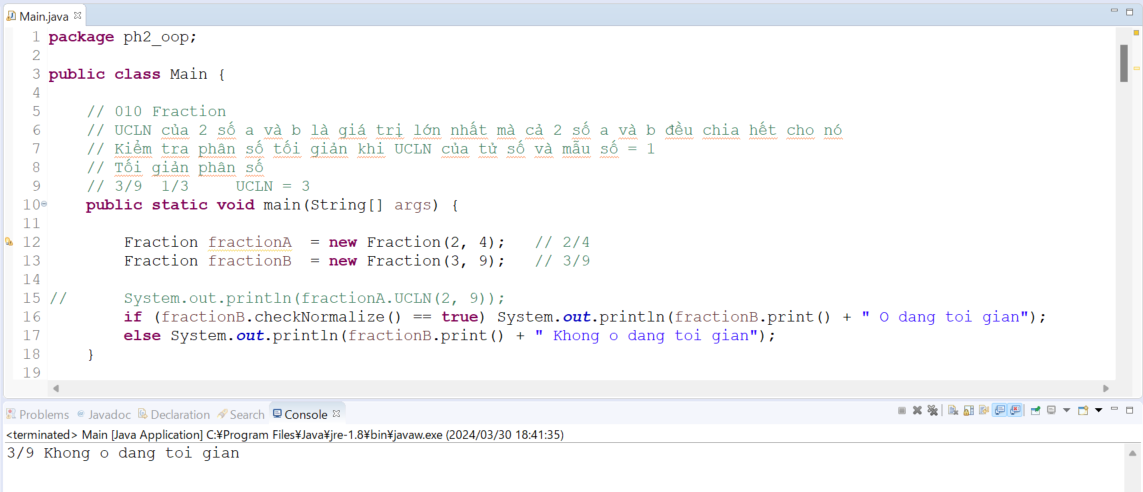 Main.java
1 package ph2_oop;
2
3 public class Main {
4
5 // 010 Fraction
6 // UCLN của 2 số a và b là giá trị lớn nhất mà cả 2 số a và b đều chia hết cho nó
7 // Kiểm tra phân số tối giản khi UCLN của tử số và mẫu số = 1
8 // Tối giản phân số
9 // 3/9 1/3 UCLN = 3
10 public static void main(String[] args) {
11
12 Fraction fractionA = new Fraction(2, 4); // 2/4
13 Fraction fractionB = new Fraction(3, 9); // 3/9
14
15 // System.out.println(fractionA.UCLN(2, 9));
16 if (fractionB.checkNormalize() == true) System.out.println(fractionB.print() + " O dang toi gian");
17 else System.out.println(fractionB.print() + " Khong o dang toi gian");
18 }
19
Problems Javadoc Declaration Search Console
<terminated> Main [Java Application] C:¥Program Files¥Java¥jre-1.8¥bin¥javaw.exe (2024/03/30 18:41:35)
3/9 Khong o dang toi gian